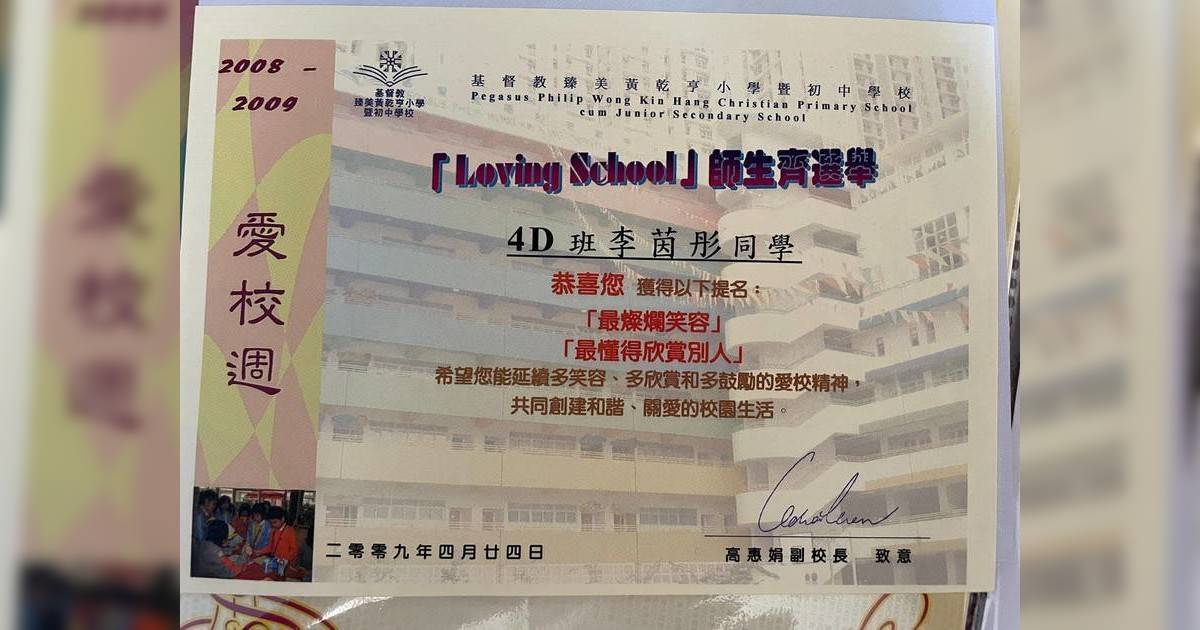 2008 -
2009
愛校週
基督教
臻美黃乾亨小學
暨初中學校
基督教臻美黃乾亨小學暨初中學校
Pegasus Philip Wong Kin Hang Christian Primary School
cum Junior Secondary School
「Loving School」師生齊選舉
4D 班李茵彤同學
恭喜您 獲得以下提名：
「最燦爛笑容」
「最懂得欣賞別人」
希望您能延續多笑容、多欣賞和多鼓勵的愛校精神，
共同創建和諧、關愛的校園生活。
二零零九年四月廿四日
高惠娟副校長 致意